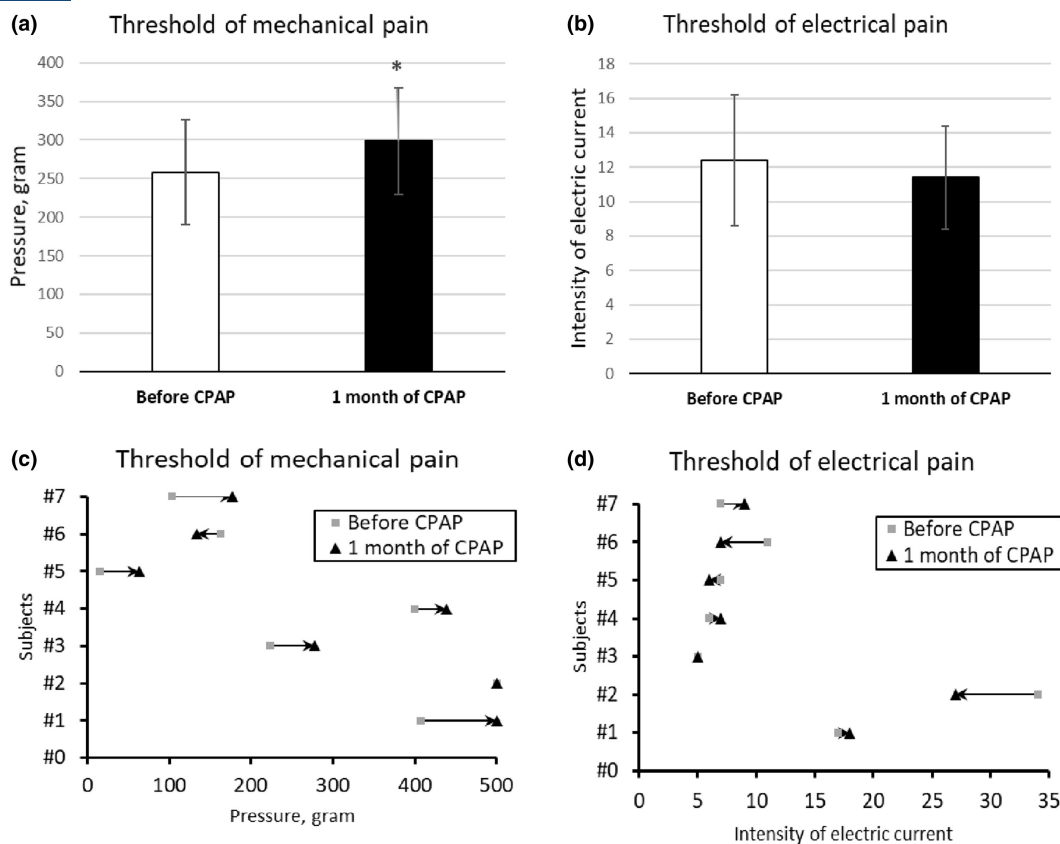 (a)
Threshold of mechanical pain
Pressure, gram
400
350
300
250
200
150
100
50
0
*
Before CPAP
1 month of CPAP
(b)
Threshold of electrical pain
Intensity of electric current
18
16
14
12
10
8
6
4
2
0
Before CPAP
1 month of CPAP
(c)
Threshold of mechanical pain
Subjects
#7
#6
#5
#4
#3
#2
#1
#0
Before CPAP
1 month of CPAP
0 100 200 300 400 500
Pressure, gram
(d)
Threshold of electrical pain
Subjects
#7
#6
#5
#4
#3
#2
#1
#0
Before CPAP
1 month of CPAP
0 5 10 15 20 25 30 35
Intensity of electric current